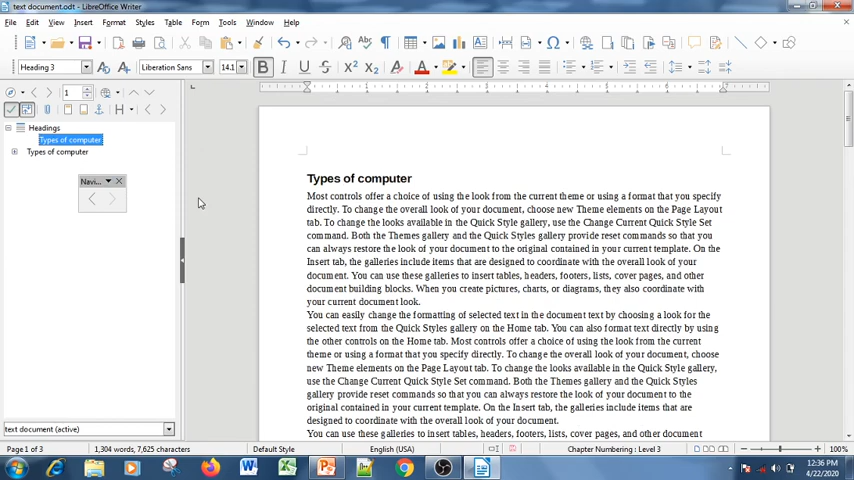 text document.odt - LibreOffice Writer
File Edit View Insert Format Styles Table Form Tools Window Help
Heading 3 Liberation Sans 14.1
1
Headings
Types of computer
Types of computer
Navi...
Types of computer
Most controls offer a choice of using the look from the current theme or using a format that you specify
directly. To change the overall look of your document, choose new Theme elements on the Page Layout
tab. To change the looks available in the Quick Style gallery, use the Change Current Quick Style Set
command. Both the Themes gallery and the Quick Styles gallery provide reset commands so that you
can always restore the look of your document to the original contained in your current template. On the
Insert tab, the galleries include items that are designed to coordinate with the overall look of your
document. You can use these galleries to insert tables, headers, footers, lists, cover pages, and other
document building blocks. When you create pictures, charts, or diagrams, they also coordinate with
your current document look.
You can easily change the formatting of selected text in the document text by choosing a look for the
selected text from the Quick Styles gallery on the Home tab. You can also format text directly by using
the other controls on the Home tab. Most controls offer a choice of using the look from the current
theme or using a format that you specify directly. To change the overall look of your document, choose
new Theme elements on the Page Layout tab. To change the looks available in the Quick Style gallery,
use the Change Current Quick Style Set command. Both the Themes gallery and the Quick Styles
gallery provide reset commands so that you can always restore the look of your document to the
original contained in your current template. On the Insert tab, the galleries include items that are
designed to coordinate with the overall look of your document.
You can use these galleries to insert tables, headers, footers, lists, cover pages, and other document
text document (active)
Page 1 of 3 1,304 words, 7,625 characters Default Style English (USA) Chapter Numbering : Level 3 100%
12:36 PM
4/22/2020